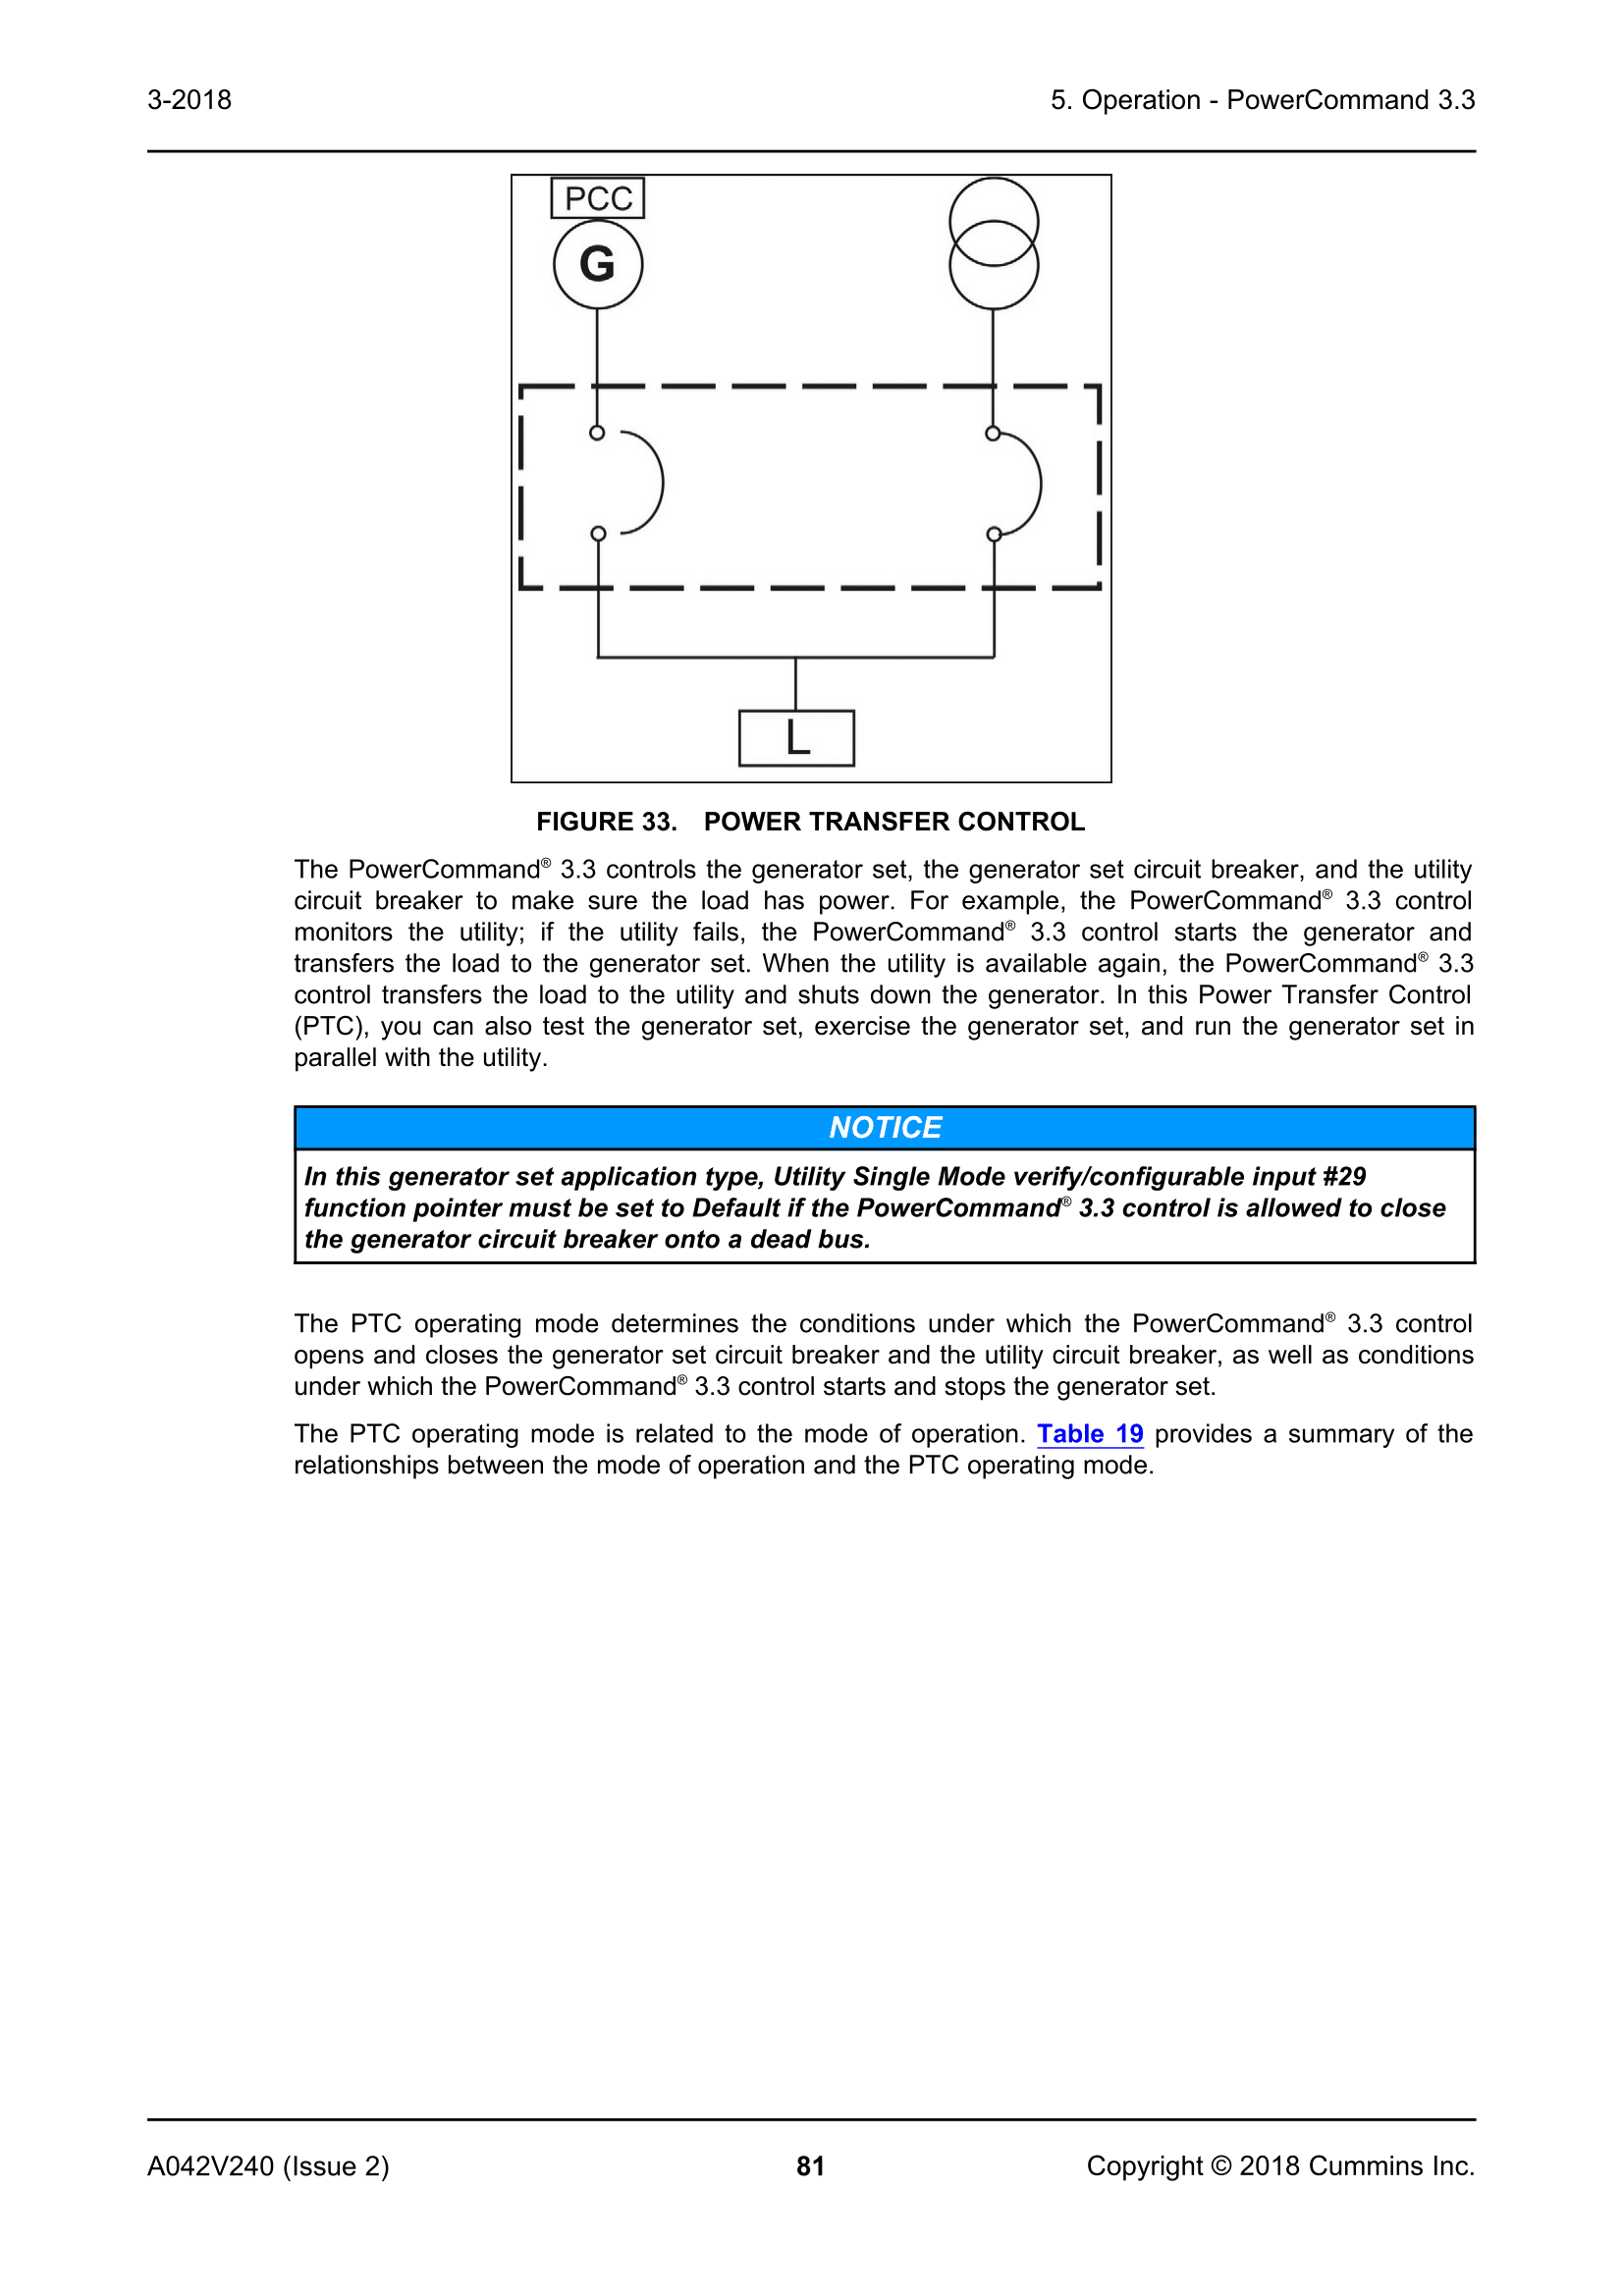 3-2018
5. Operation - PowerCommand 3.3
PCC
G
L
FIGURE 33. POWER TRANSFER CONTROL
The PowerCommand® 3.3 controls the generator set, the generator set circuit breaker, and the utility
circuit breaker to make sure the load has power. For example, the PowerCommand® 3.3 control
monitors the utility; if the utility fails, the PowerCommand® 3.3 control starts the generator and
transfers the load to the generator set. When the utility is available again, the PowerCommand® 3.3
control transfers the load to the utility and shuts down the generator. In this Power Transfer Control
(PTC), you can also test the generator set, exercise the generator set, and run the generator set in
parallel with the utility.
NOTICE
In this generator set application type, Utility Single Mode verify/configurable input #29
function pointer must be set to Default if the PowerCommand® 3.3 control is allowed to close
the generator circuit breaker onto a dead bus.
The PTC operating mode determines the conditions under which the PowerCommand® 3.3 control
opens and closes the generator set circuit breaker and the utility circuit breaker, as well as conditions
under which the PowerCommand® 3.3 control starts and stops the generator set.
The PTC operating mode is related to the mode of operation. Table 19 provides a summary of the
relationships between the mode of operation and the PTC operating mode.
A042V240 (Issue 2)
81
Copyright © 2018 Cummins Inc.